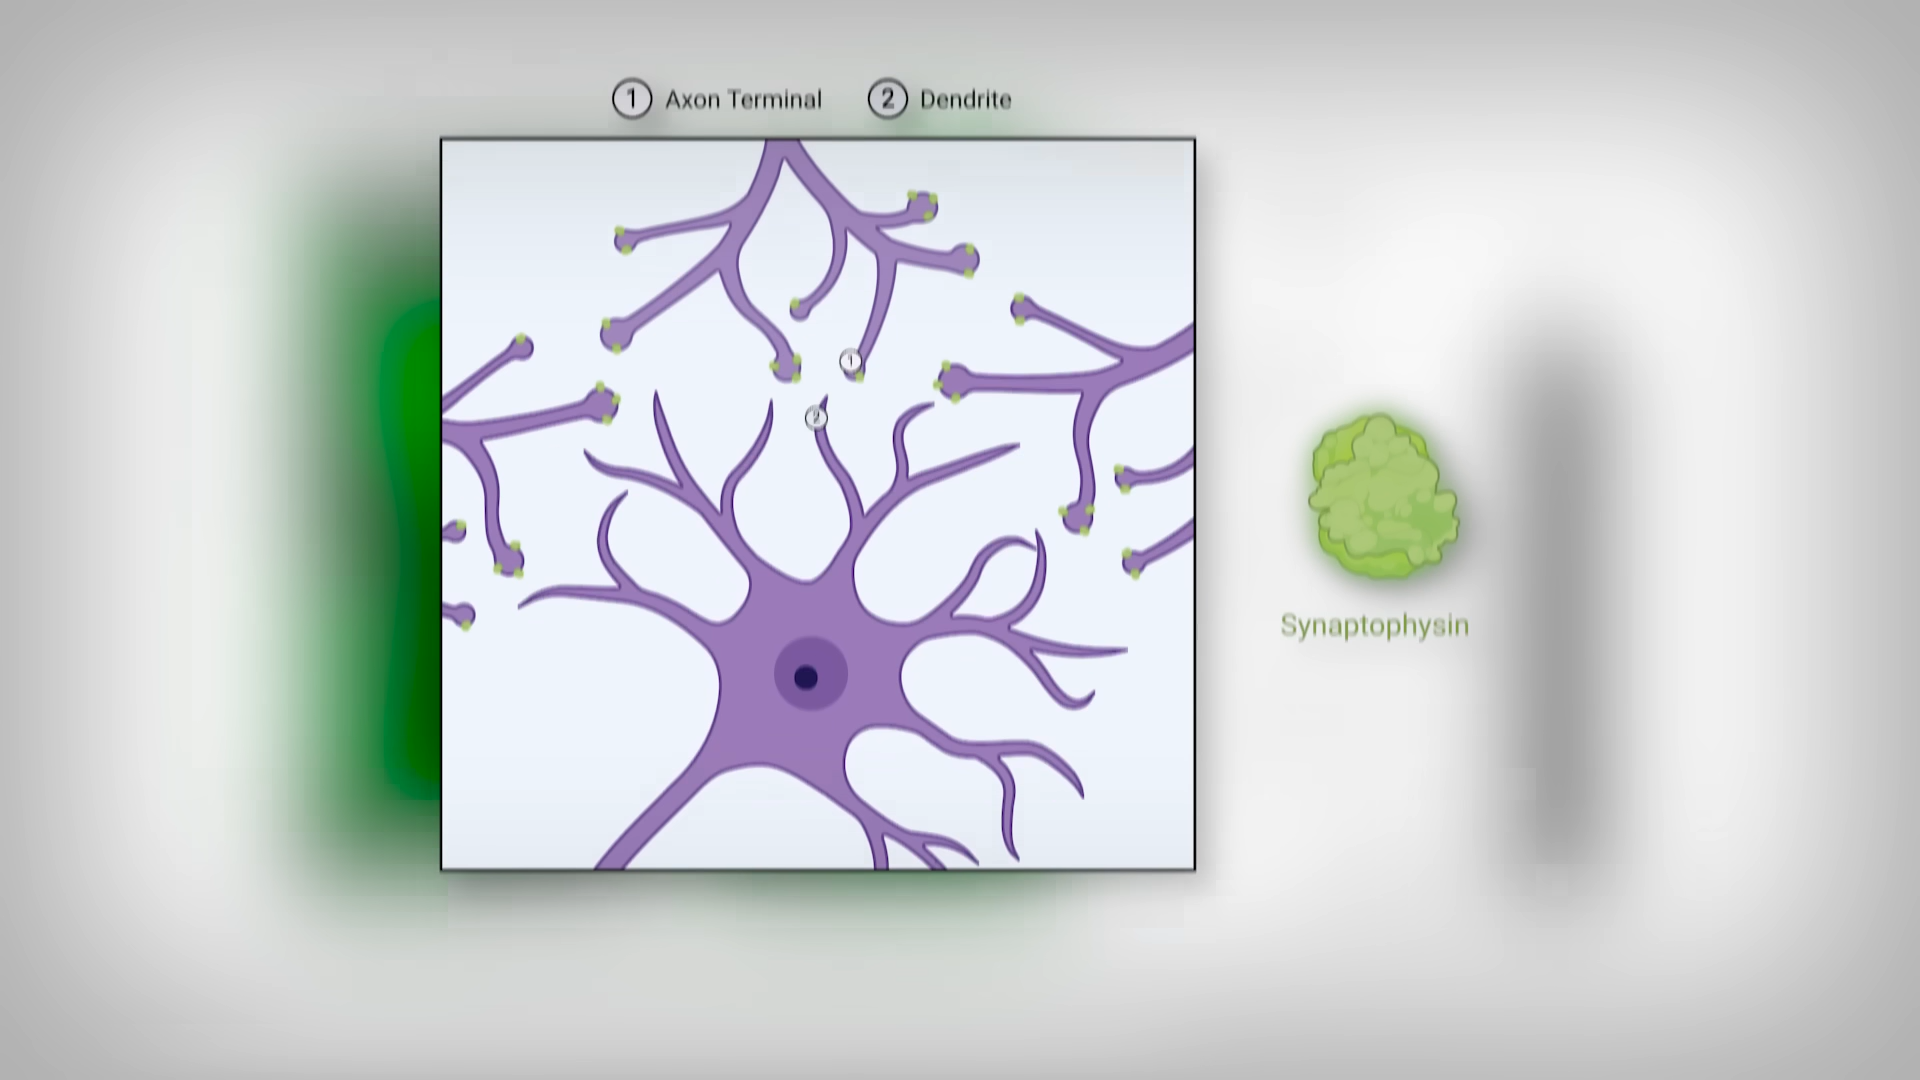 1 Axon Terminal 2 Dendrite
1
2
Synaptophysin